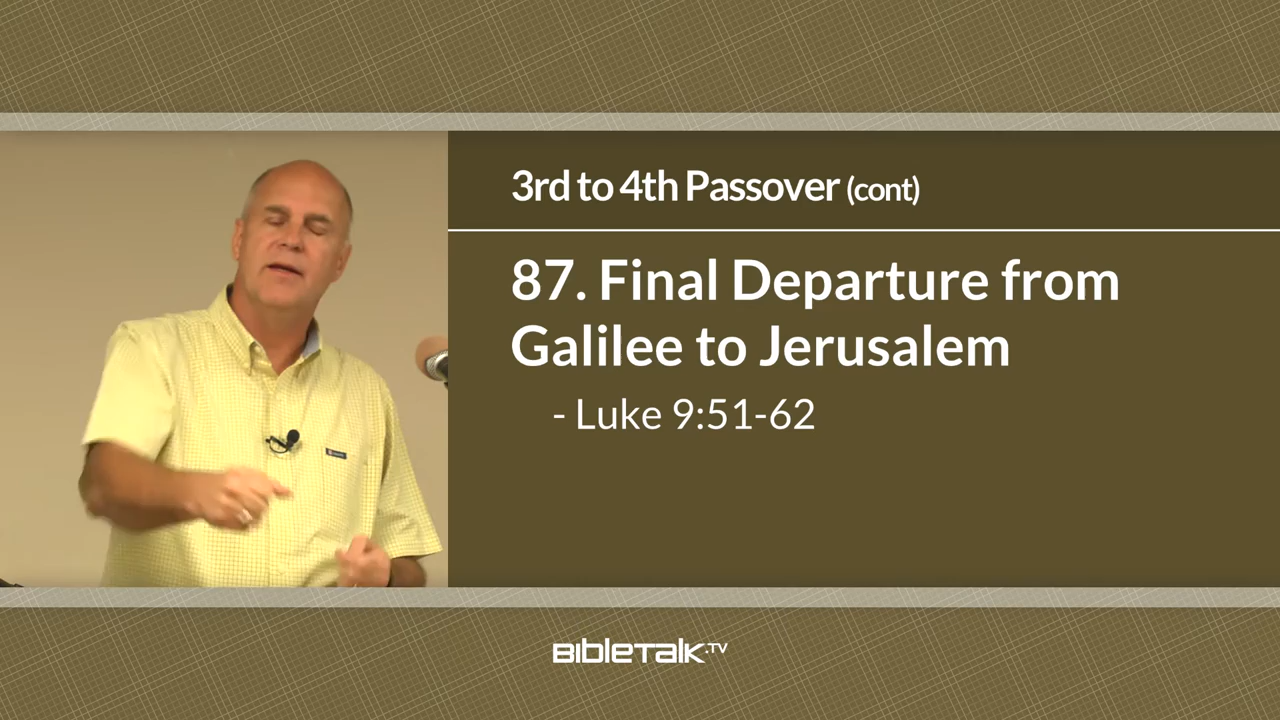 3rd to 4th Passover (cont)
87. Final Departure from
Galilee to Jerusalem
- Luke 9:51-62
BIBLETALK.TV